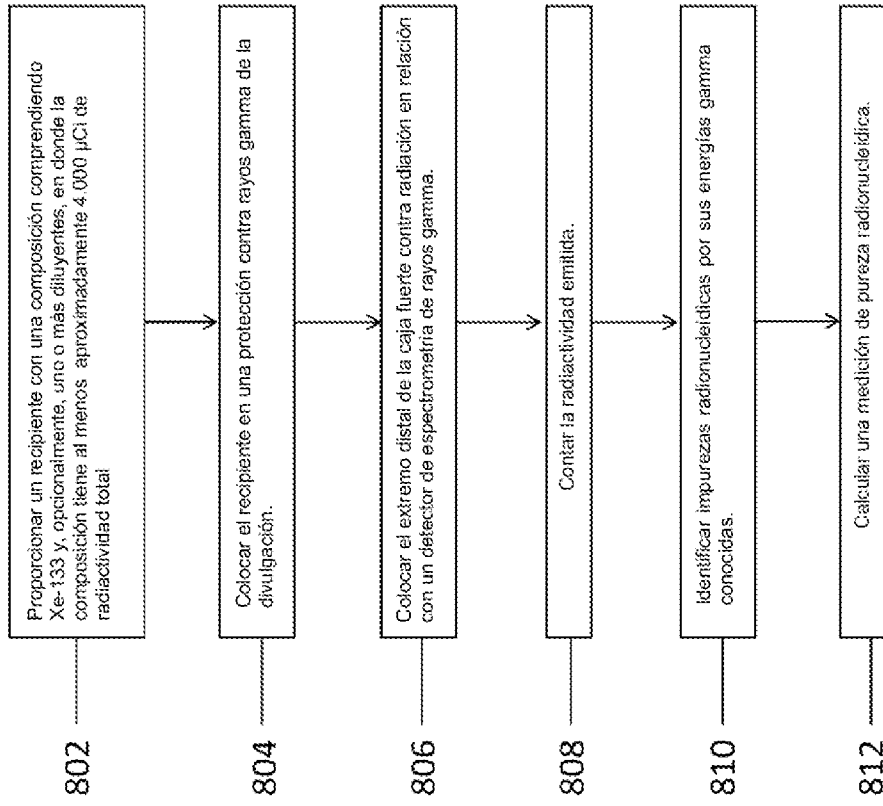 802
Proporcionar un recipiente con una composición comprendiendo
Xe-133 y, opcionalmente, uno o más diluyentes, en donde la
composición tiene al menos aproximadamente 4.000 µCi de
radiactividad total
804
Colocar el recipiente en una protección contra rayos gamma de la
divulgación.
806
Colocar el extremo distal de la caja fuerte contra radiación en relación
con un detector de espectrometría de rayos gamma.
808
Contar la radiactividad emitida.
810
Identificar impurezas radionucleídicas por sus energías gamma
conocidas.
812
Calcular una medición de pureza radionucleídica.